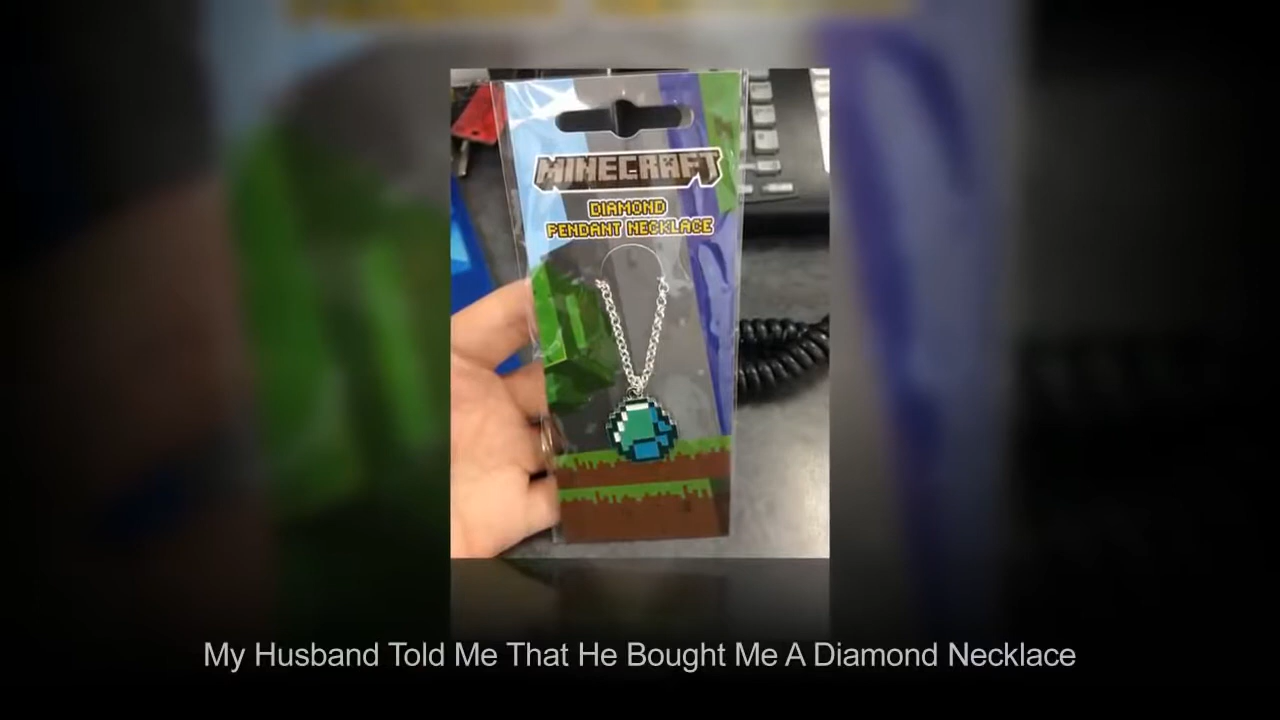 MINECRAFT
DIAMOND
PENDANT NECKLACE
My Husband Told Me That He Bought Me A Diamond Necklace